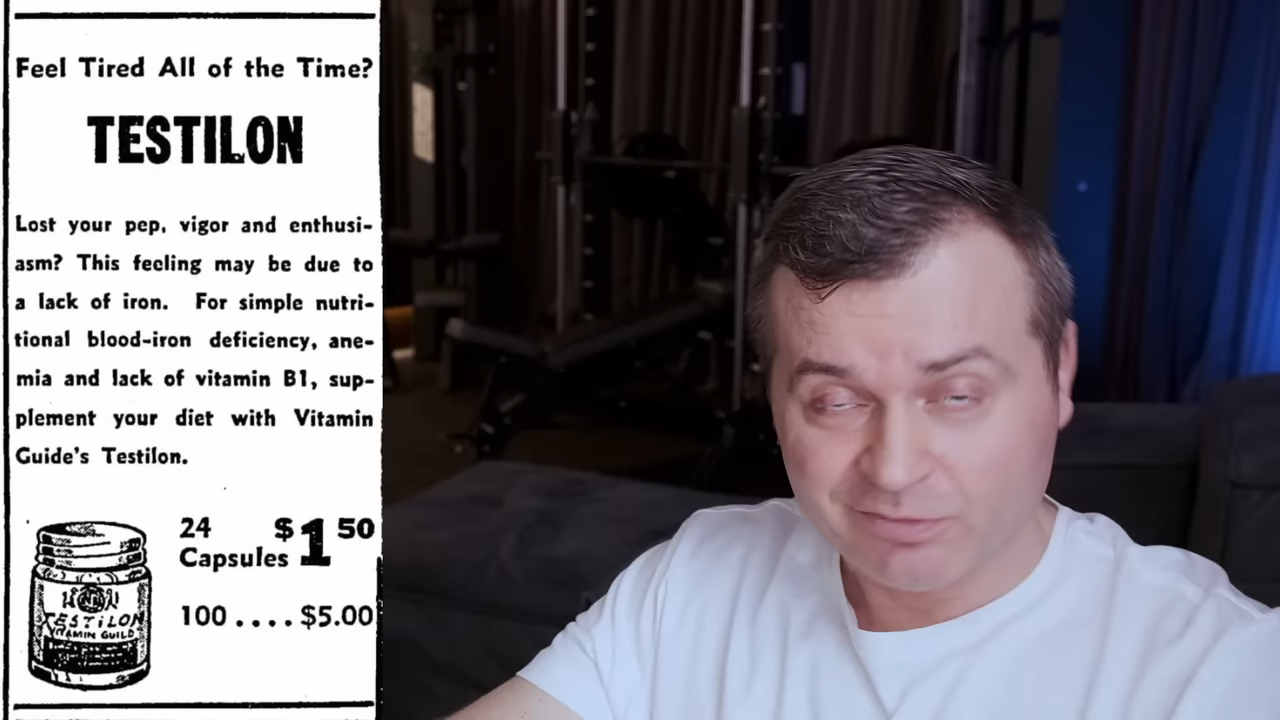 Feel Tired All of the Time?
TESTILON
Lost your pep, vigor and enthusi-
asm? This feeling may be due to
a lack of iron. For simple nutri-
tional blood-iron deficiency, ane-
mia and lack of vitamin B1, sup-
plement your diet with Vitamin
Guide's Testilon.
24 $1 50
Capsules
100 .... $5.00
TESTILON
VITAMIN GUILD